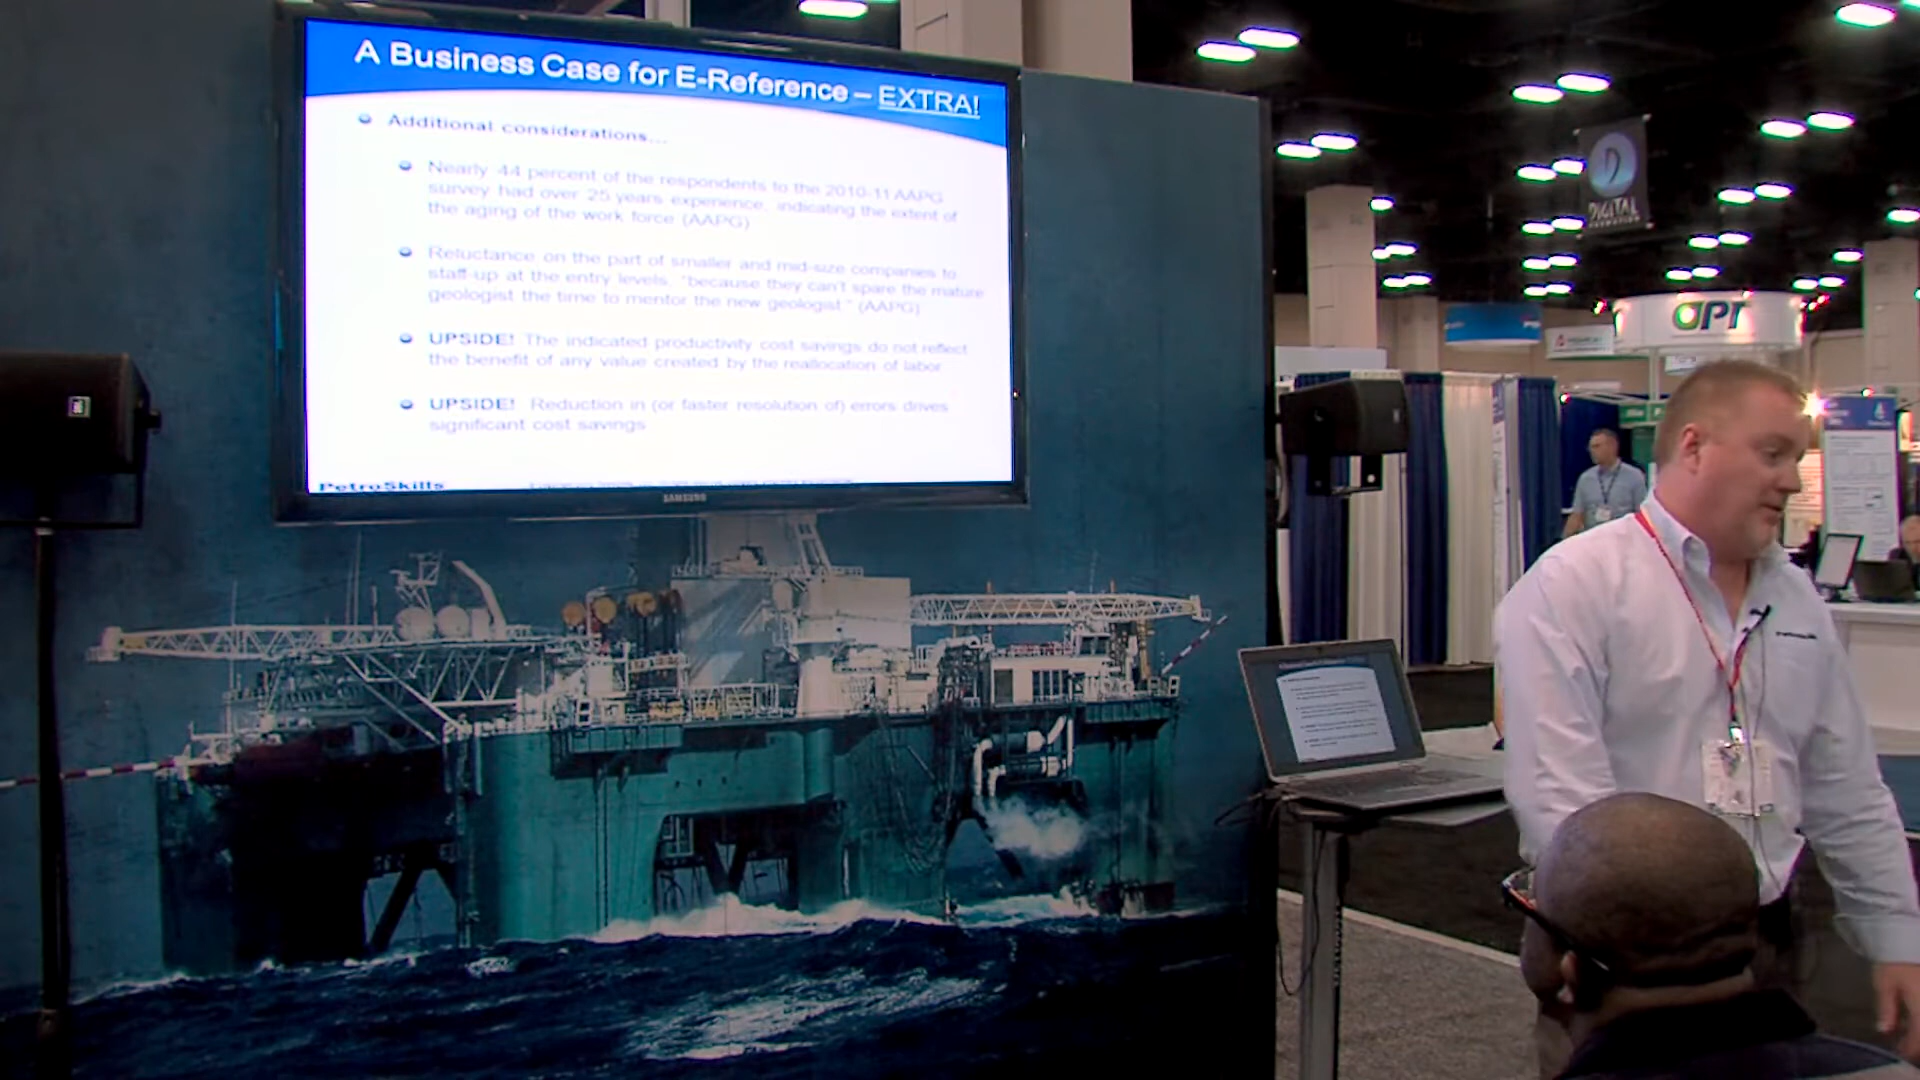 A Business Case for E-Reference – EXTRA!
Additional considerations...
Nearly 44 percent of the respondents to the 2010-11 AAPG
survey had over 25 years experience, indicating the extent of
the aging of the work force (AAPG)
Reluctance on the part of smaller and mid-size companies to
staff-up at the entry levels, "because they can't spare the mature
geologist the time to mentor the new geologist." (AAPG)
UPSIDE! The indicated productivity cost savings do not reflect
the benefit of any value created by the reallocation of labor
UPSIDE! Reduction in (or faster resolution of) errors drives
significant cost savings
PetroSkills
SAMSUNG
DIGITAL
apr
PetroSkills